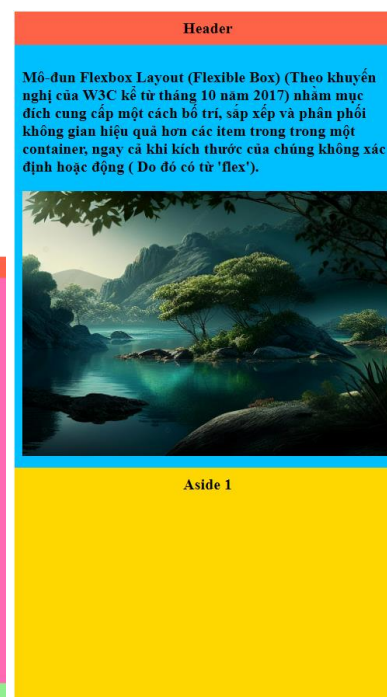 Header
Mô-đun Flexbox Layout (Flexible Box) (Theo khuyến
nghị của W3C kể từ tháng 10 năm 2017) nhằm mục
đích cung cấp một cách bố trí, sắp xếp và phân phối
không gian hiệu quả hơn các item trong trong một
container, ngay cả khi kích thước của chúng không xác
định hoặc động ( Do đó có từ 'flex').
Aside 1